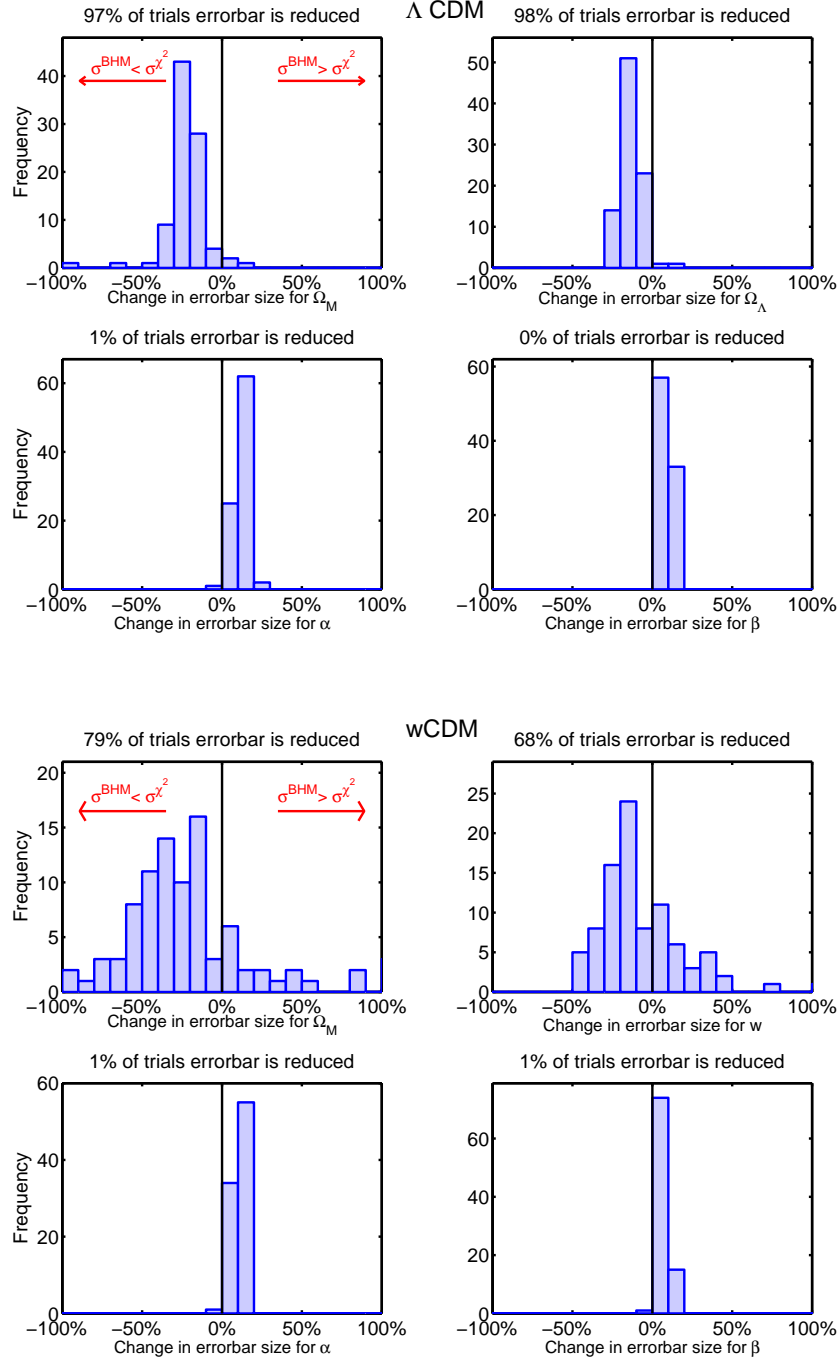 Λ CDM
97% of trials errorbar is reduced
σ^BHM < σ^χ² σ^BHM > σ^χ²
Frequency
40
30
20
10
0
−100% −50% 0% 50% 100%
Change in errorbar size for Ω_M
98% of trials errorbar is reduced
50
40
30
20
10
0
−100% −50% 0% 50% 100%
Change in errorbar size for Ω_Λ
1% of trials errorbar is reduced
Frequency
60
40
20
0
−100% −50% 0% 50% 100%
Change in errorbar size for α
0% of trials errorbar is reduced
60
40
20
0
−100% −50% 0% 50% 100%
Change in errorbar size for β
wCDM
79% of trials errorbar is reduced
σ^BHM < σ^χ² σ^BHM > σ^χ²
Frequency
20
15
10
5
0
−100% −50% 0% 50% 100%
Change in errorbar size for Ω_M
68% of trials errorbar is reduced
25
20
15
10
5
0
−100% −50% 0% 50% 100%
Change in errorbar size for w
1% of trials errorbar is reduced
Frequency
60
40
20
0
−100% −50% 0% 50% 100%
Change in errorbar size for α
1% of trials errorbar is reduced
60
40
20
0
−100% −50% 0% 50% 100%
Change in errorbar size for β